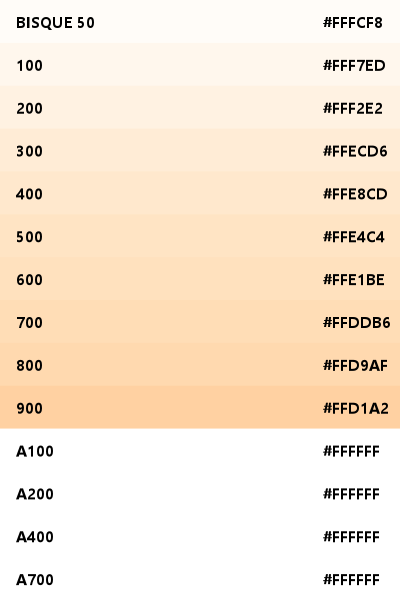 BISQUE 50 #FFFCF8
100 #FFF7ED
200 #FFF2E2
300 #FFECD6
400 #FFE8CD
500 #FFE4C4
600 #FFE1BE
700 #FFDDB6
800 #FFD9AF
900 #FFD1A2
A100 #FFFFFF
A200 #FFFFFF
A400 #FFFFFF
A700 #FFFFFF